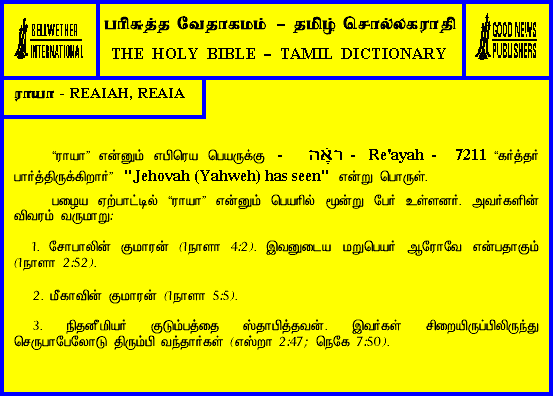 BELLWETHER
INTERNATIONAL
பரிசுத்த வேதாகமம் – தமிழ் சொல்லகராதி
THE HOLY BIBLE – TAMIL DICTIONARY
GOOD NEWS
PUBLISHERS
ராயா - REAIAH, REAIA
“ராயா” என்னும் எபிரெய பெயருக்கு - רֹאֶה - Re'ayah - 7211 “கர்த்தர்
பார்த்திருக்கிறார்” "Jehovah (Yahweh) has seen" என்று பொருள்.
பழைய ஏற்பாட்டில் “ராயா” என்னும் பெயரில் மூன்று பேர் உள்ளனர். அவர்களின்
விவரம் வருமாறு:
1. சோபாலின் குமாரன் (1நாளா 4:2). இவனுடைய மறுபெயர் ஆரோவே என்பதாகும்
(1நாளா 2:52).
2. மீகாவின் குமாரன் (1நாளா 5:5).
3. நிதனீமியர் குடும்பத்தை ஸ்தாபித்தவன். இவர்கள் சிறையிருப்பிலிருந்து
செருபாபேலோடு திரும்பி வந்தார்கள் (எஸ்றா 2:47; நெகே 7:50).